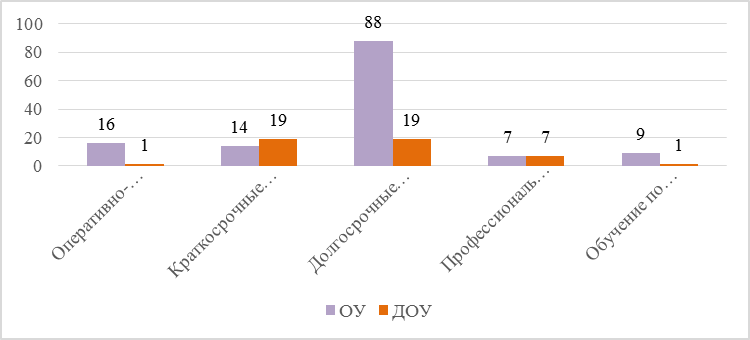 100
80
60
40
20
0
16
1
14
19
88
19
7
7
9
1
Оперативно-…
Краткосрочные…
Долгосрочные…
Профессиональ…
Обучение по…
ОУ
ДОУ